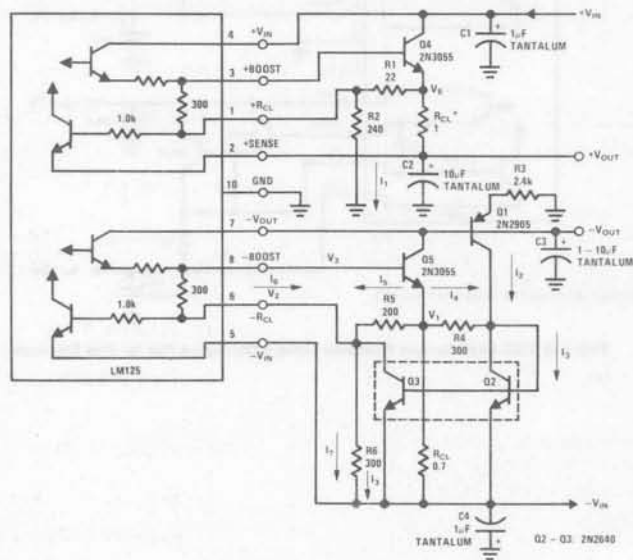 +VIN
4
+VIN
C1
+
1µF
TANTALUM
Q4
2N3055
3
+BOOST
R1
22
VE
300
1.0k
1
+RCL
R2
240
RCL*
1
2
+SENSE
+VOUT
C2
+
10µF
TANTALUM
R3
2.4k
10
GND
I1
Q1
2N2905
7
-VOUT
-VOUT
C3
+
1 - 10µF
TANTALUM
8
-BOOST
V3
Q5
2N3055
I2
I6
V2
I5
I4
300
1.0k
6
-RCL
R5
200
V1
R4
300
I3
5
-VIN
LM125
Q3
Q2
I7
R6
300
I3
RCL
0.7
-VIN
C4
1µF
TANTALUM
+
Q2 - Q3: 2N2640